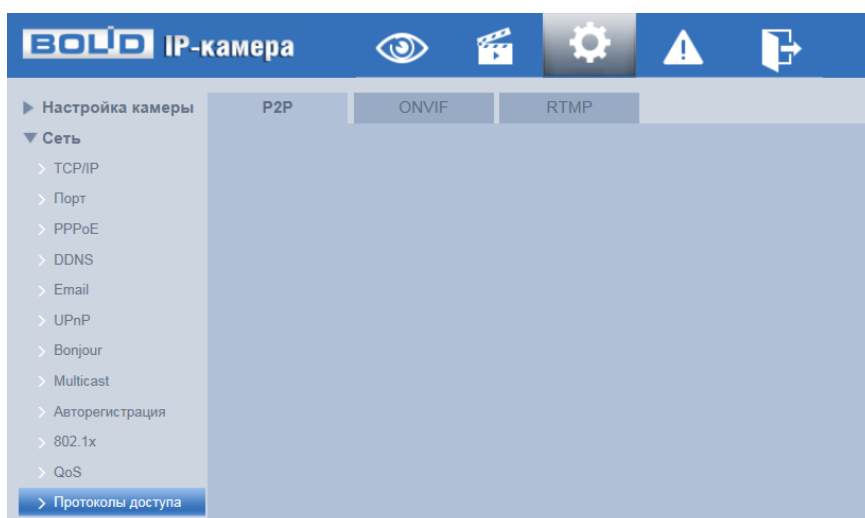 BOLID IP-камера
Настройка камеры
P2P
ONVIF
RTMP
Сеть
TCP/IP
Порт
PPPoE
DDNS
Email
UPnP
Bonjour
Multicast
Авторегистрация
802.1x
QoS
Протоколы доступа